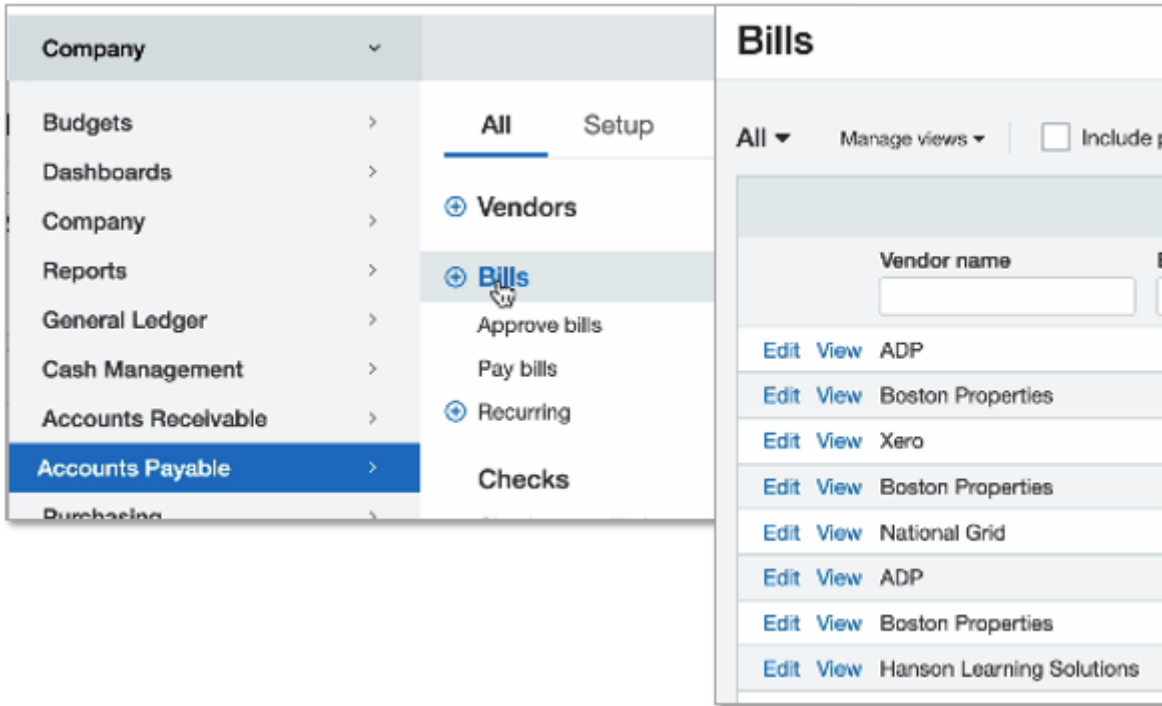 Company
Budgets
Dashboards
Company
Reports
General Ledger
Cash Management
Accounts Receivable
Accounts Payable
Purchasing
All Setup
Vendors
Bills
Approve bills
Pay bills
Recurring
Checks
Bills
All Manage views Include
Vendor name
Edit View ADP
Edit View Boston Properties
Edit View Xero
Edit View Boston Properties
Edit View National Grid
Edit View ADP
Edit View Boston Properties
Edit View Hanson Learning Solutions